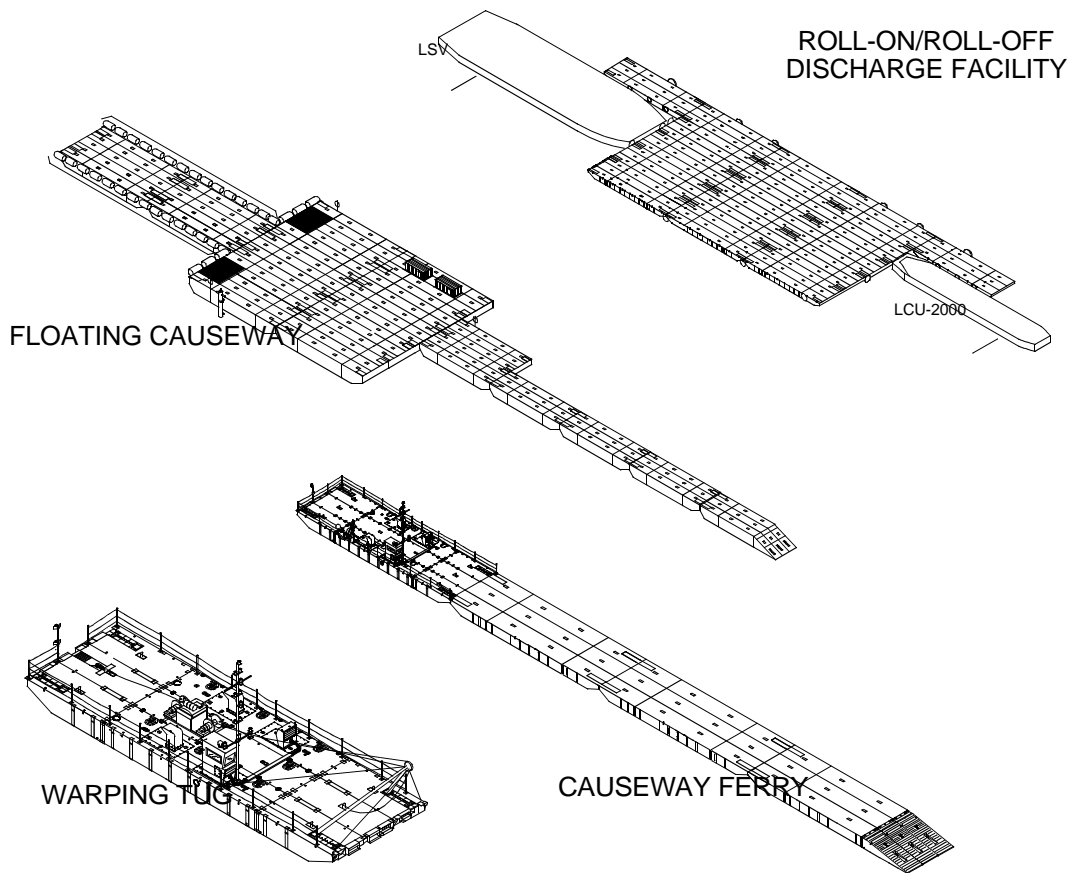 LSV
ROLL-ON/ROLL-OFF
DISCHARGE FACILITY
LCU-2000
FLOATING CAUSEWAY
WARPING TUG
CAUSEWAY FERRY